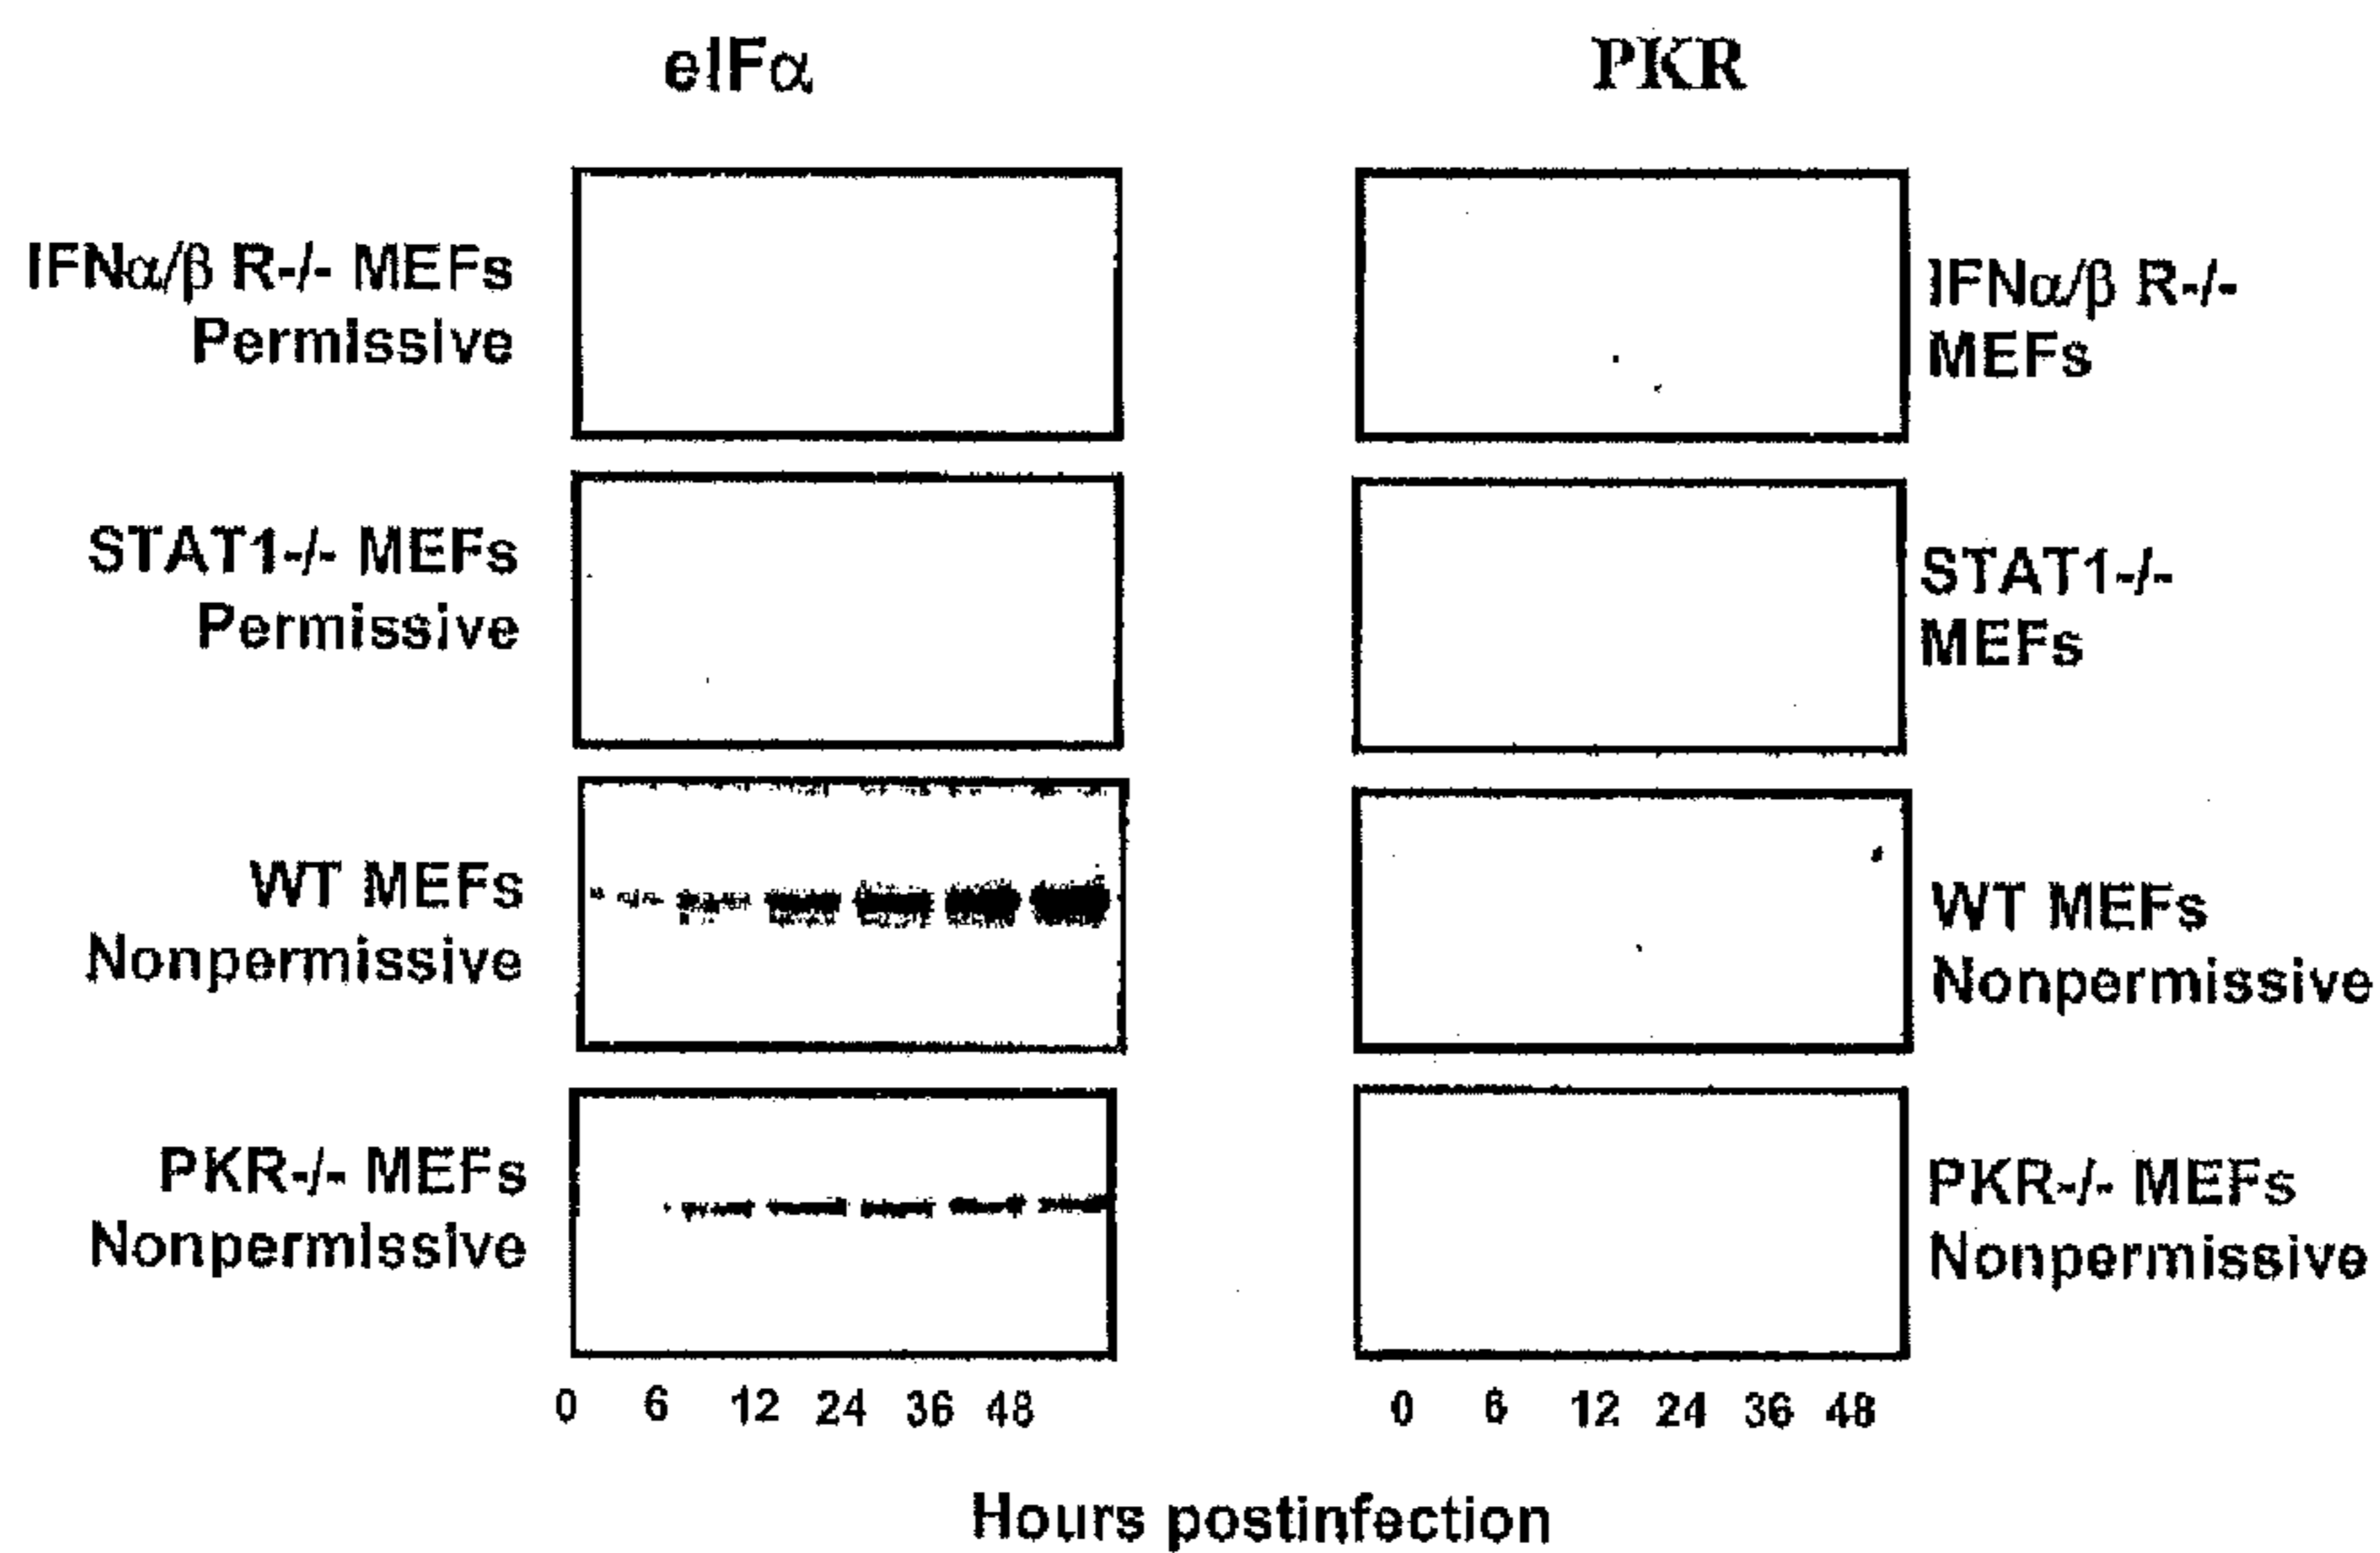 eIFα
PKR
IFNα/β R-/- MEFs
Permissive
IFNα/β R-/-
MEFs
STAT1-/- MEFs
Permissive
STAT1-/-
MEFs
WT MEFs
Nonpermissive
WT MEFs
Nonpermissive
PKR-/- MEFs
Nonpermissive
PKR-/- MEFs
Nonpermissive
0 6 12 24 36 48
0 6 12 24 36 48
Hours postinfection